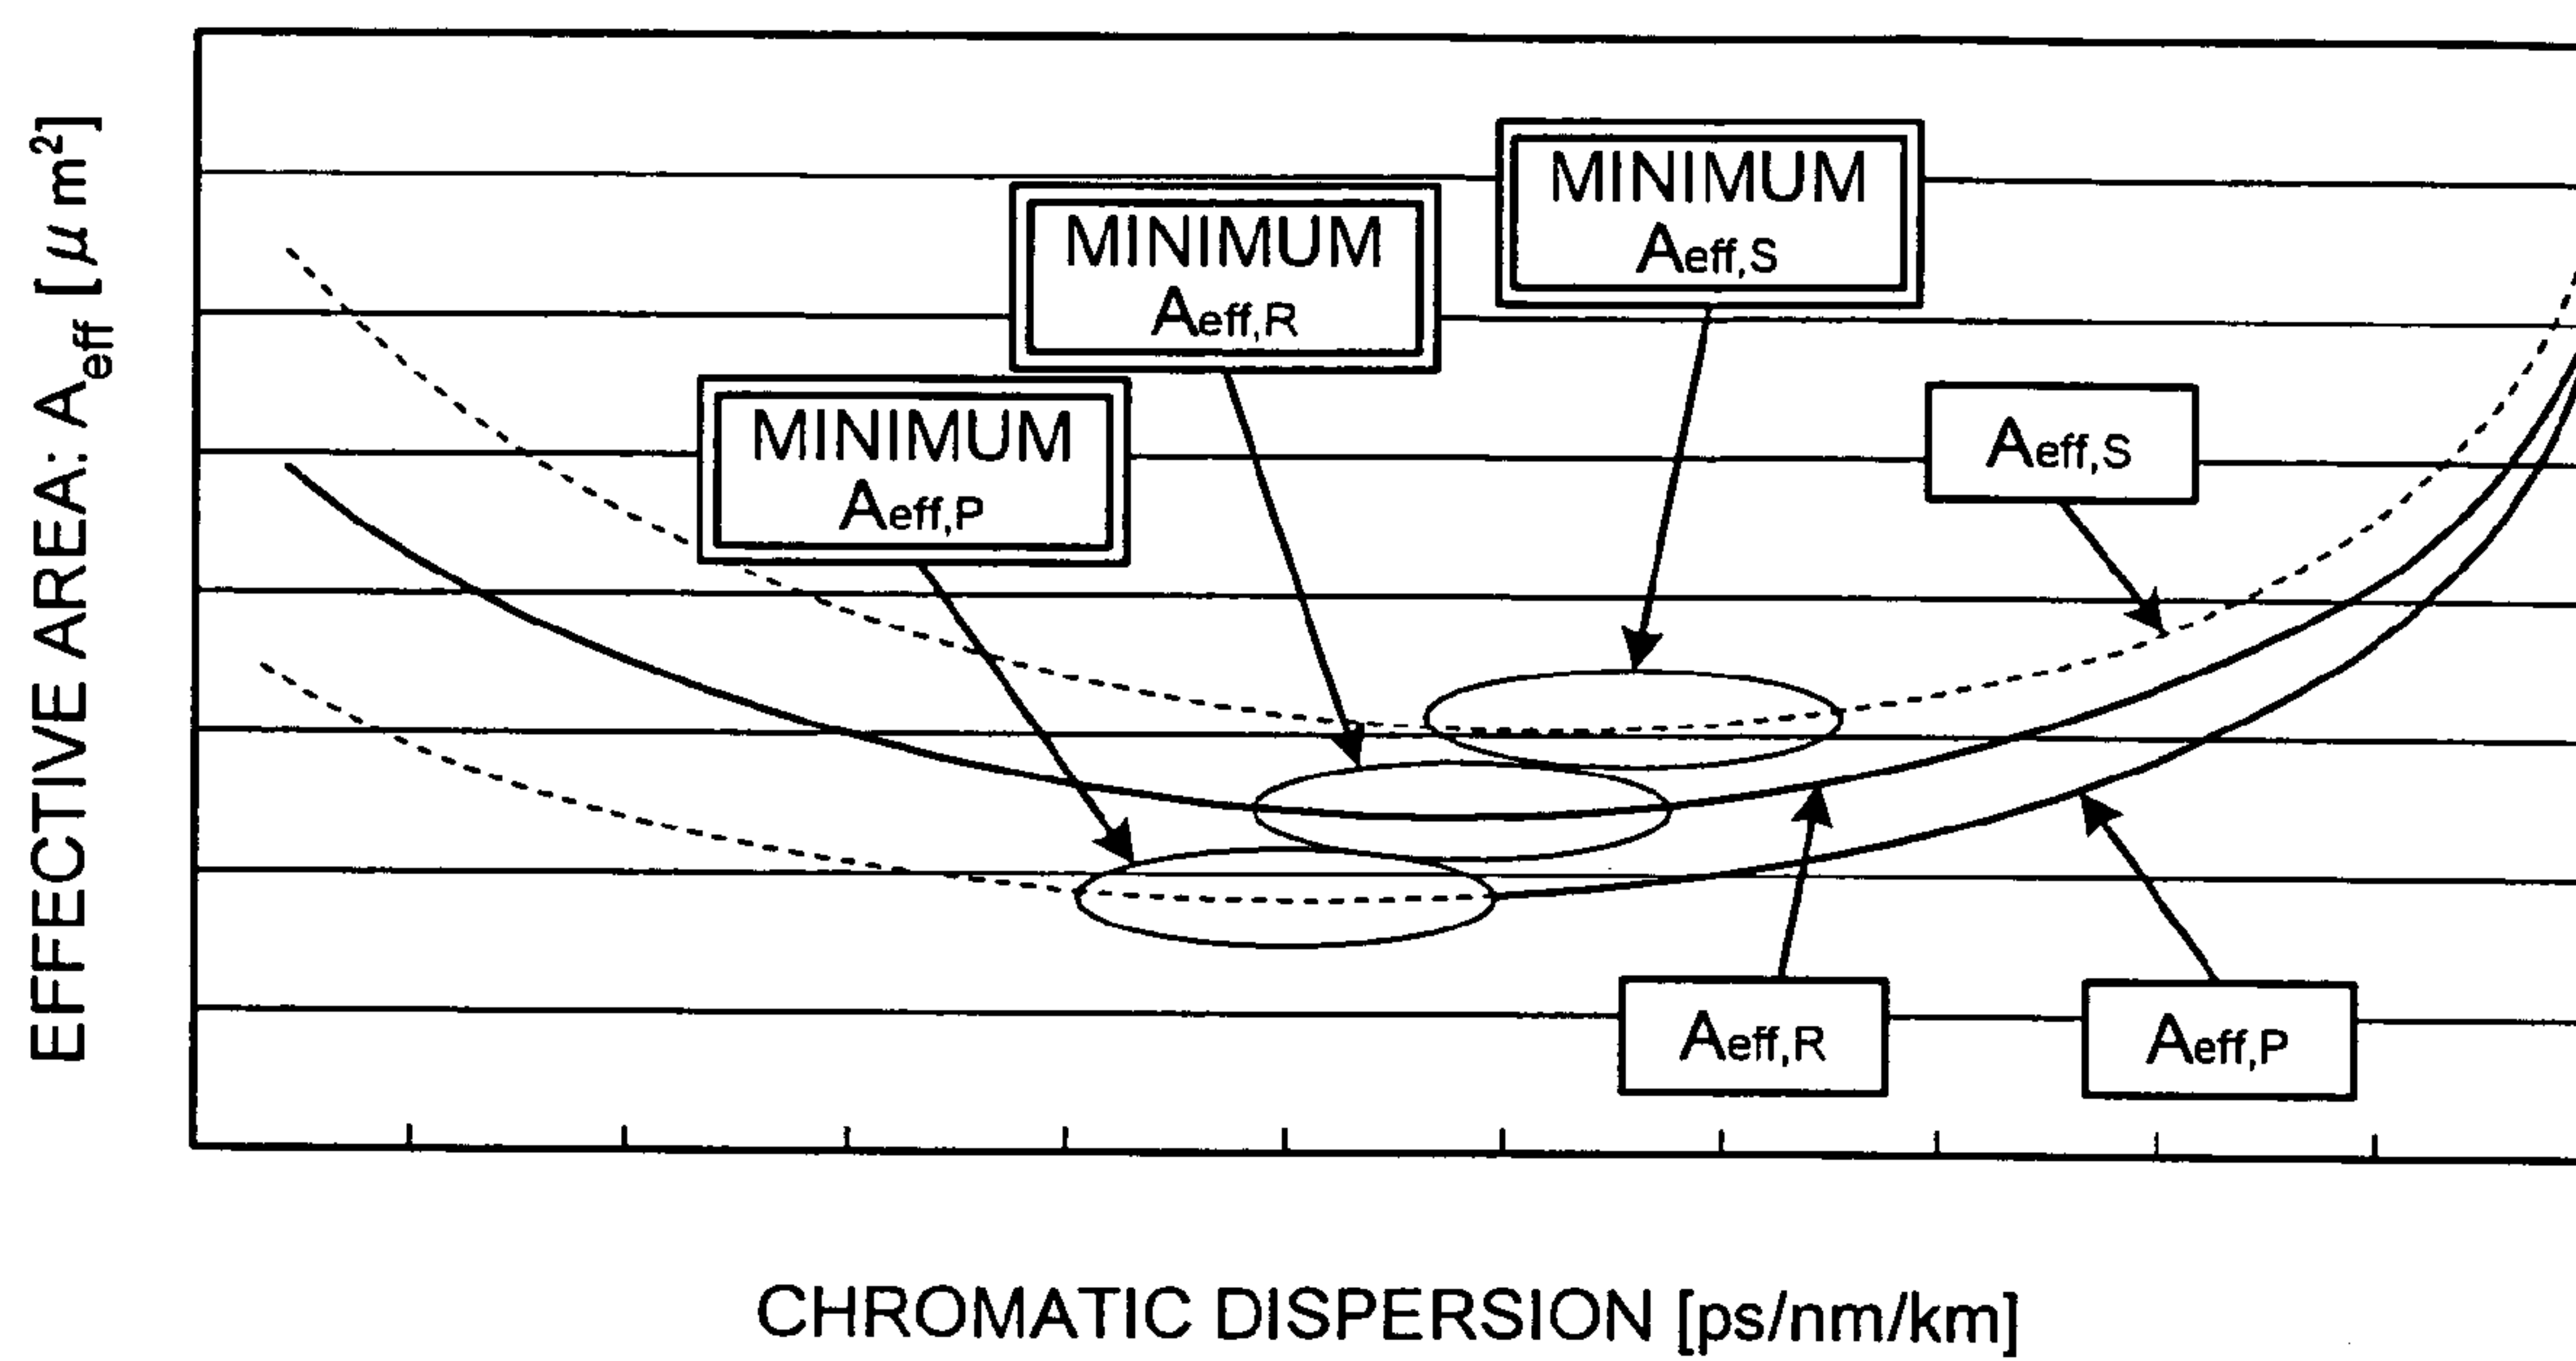 EFFECTIVE AREA: Aeff [μm²]
MINIMUM
Aeff,S
MINIMUM
Aeff,R
MINIMUM
Aeff,P
Aeff,S
Aeff,R
Aeff,P
CHROMATIC DISPERSION [ps/nm/km]